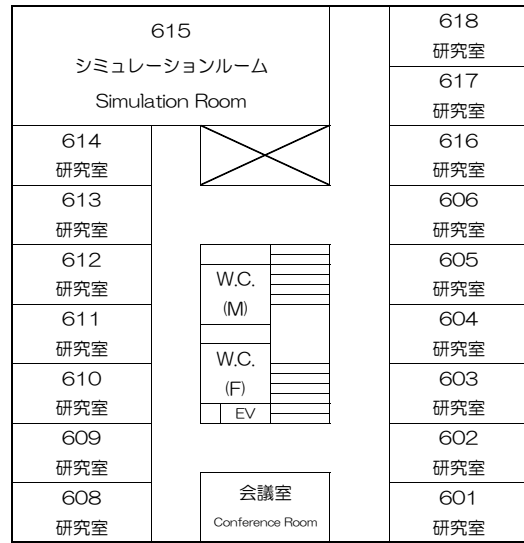 615
シミュレーションルーム
Simulation Room
614
研究室
613
研究室
612
研究室
611
研究室
610
研究室
609
研究室
608
研究室
W.C.
(M)
W.C.
(F)
EV
会議室
Conference Room
618
研究室
617
研究室
616
研究室
606
研究室
605
研究室
604
研究室
603
研究室
602
研究室
601
研究室